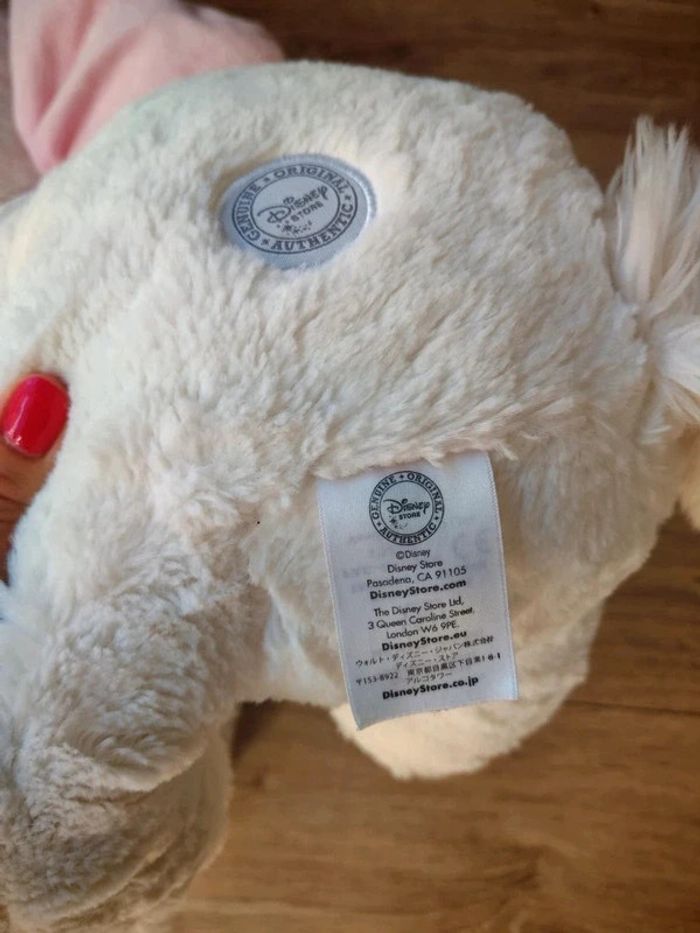 GENUINE • ORIGINAL
Disney
STORE
AUTHENTIC
GENUINE • ORIGINAL
Disney
STORE
AUTHENTIC
©Disney
Disney Store
Pasadena, CA 91105
DisneyStore.com
The Disney Store Ltd,
3 Queen Caroline Street,
London W6 9PE.
DisneyStore.eu
ウォルト・ディズニー・ジャパン株式会社
ディズニー・ストア
〒153-8922 東京都目黒区下目黒1-8-1
アルコタワー
DisneyStore.co.jp